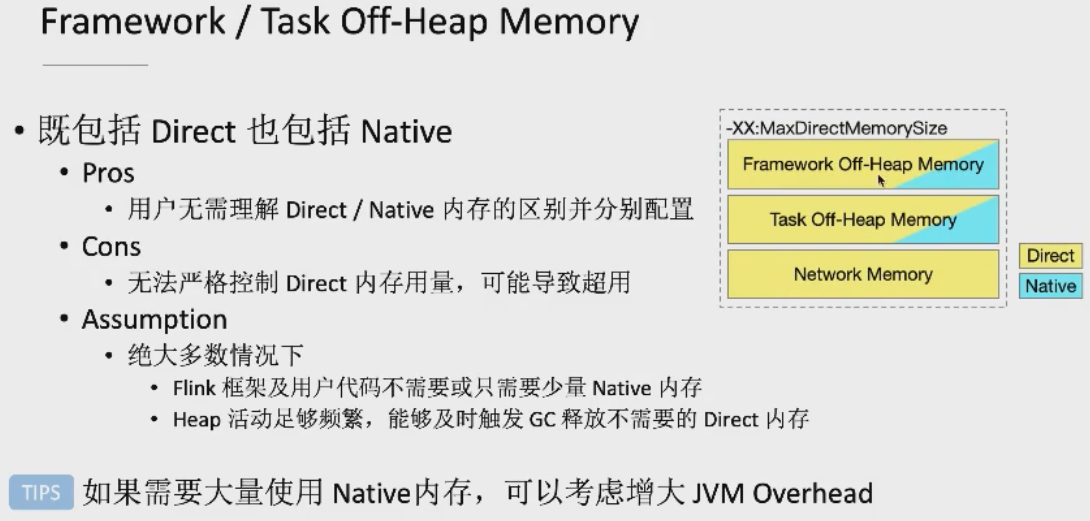 Framework / Task Off-Heap Memory
• 既包括 Direct 也包括 Native
• Pros
• 用户无需理解 Direct / Native 内存的区别并分别配置
• Cons
• 无法严格控制 Direct 内存用量，可能导致超用
• Assumption
• 绝大多数情况下
• Flink 框架及用户代码不需要或只需要少量 Native 内存
• Heap 活动足够频繁，能够及时触发 GC 释放不需要的 Direct 内存
TIPS 如果需要大量使用 Native内存，可以考虑增大 JVM Overhead
-XX:MaxDirectMemorySize
Framework Off-Heap Memory
Task Off-Heap Memory
Network Memory
Direct
Native